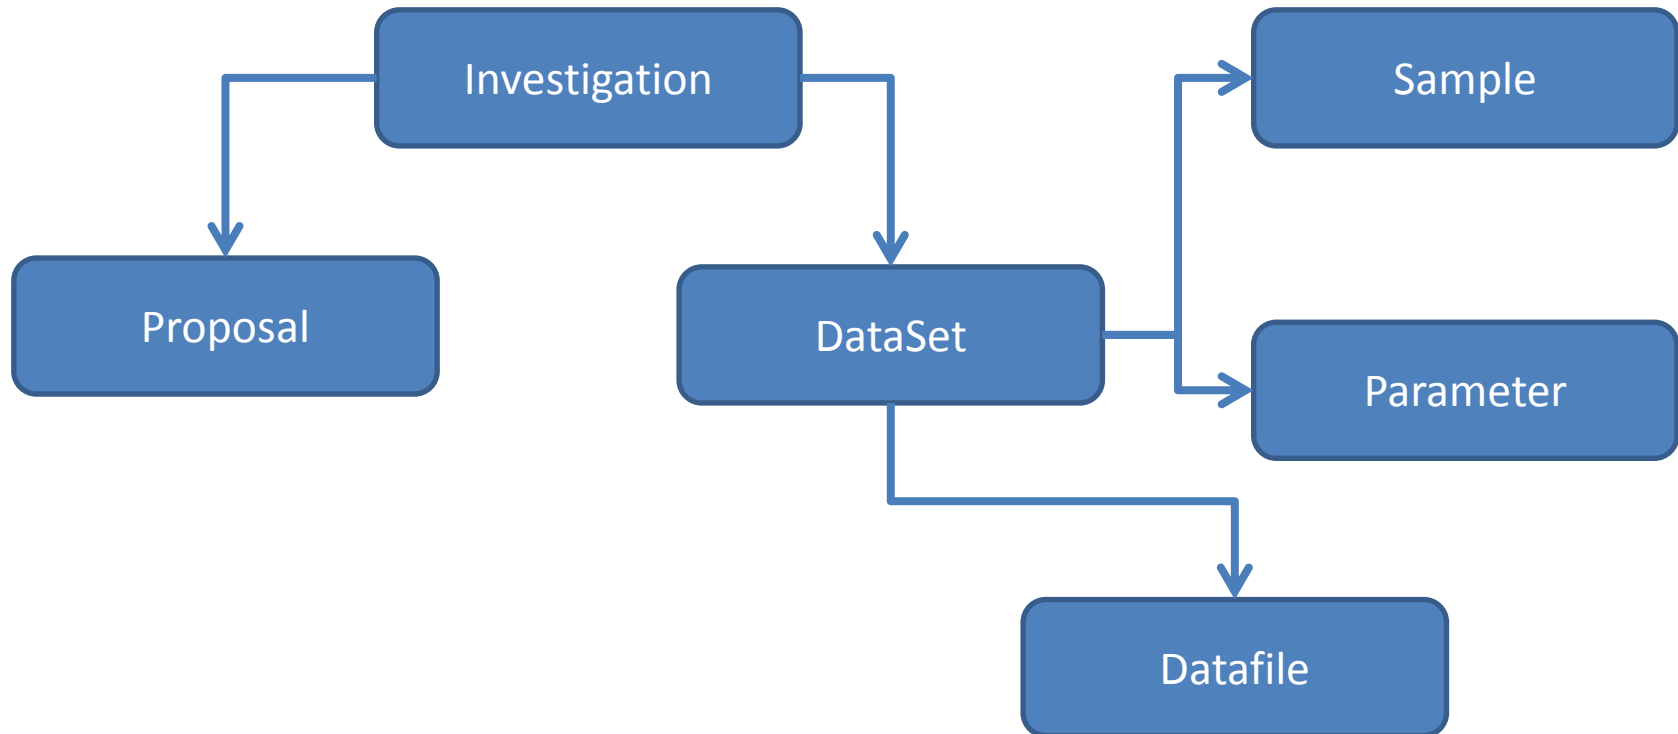 Investigation
Sample
Proposal
DataSet
Parameter
Datafile